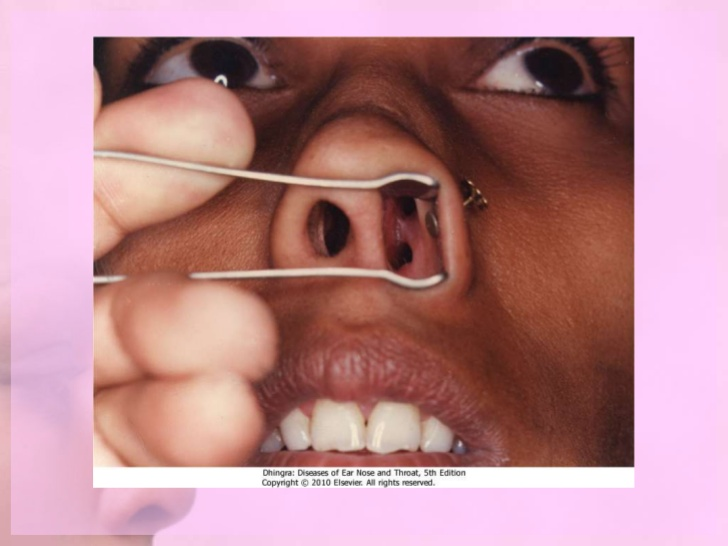 Dhingra: Diseases of Ear Nose and Throat, 5th Edition
Copyright © 2010 Elsevier. All rights reserved.